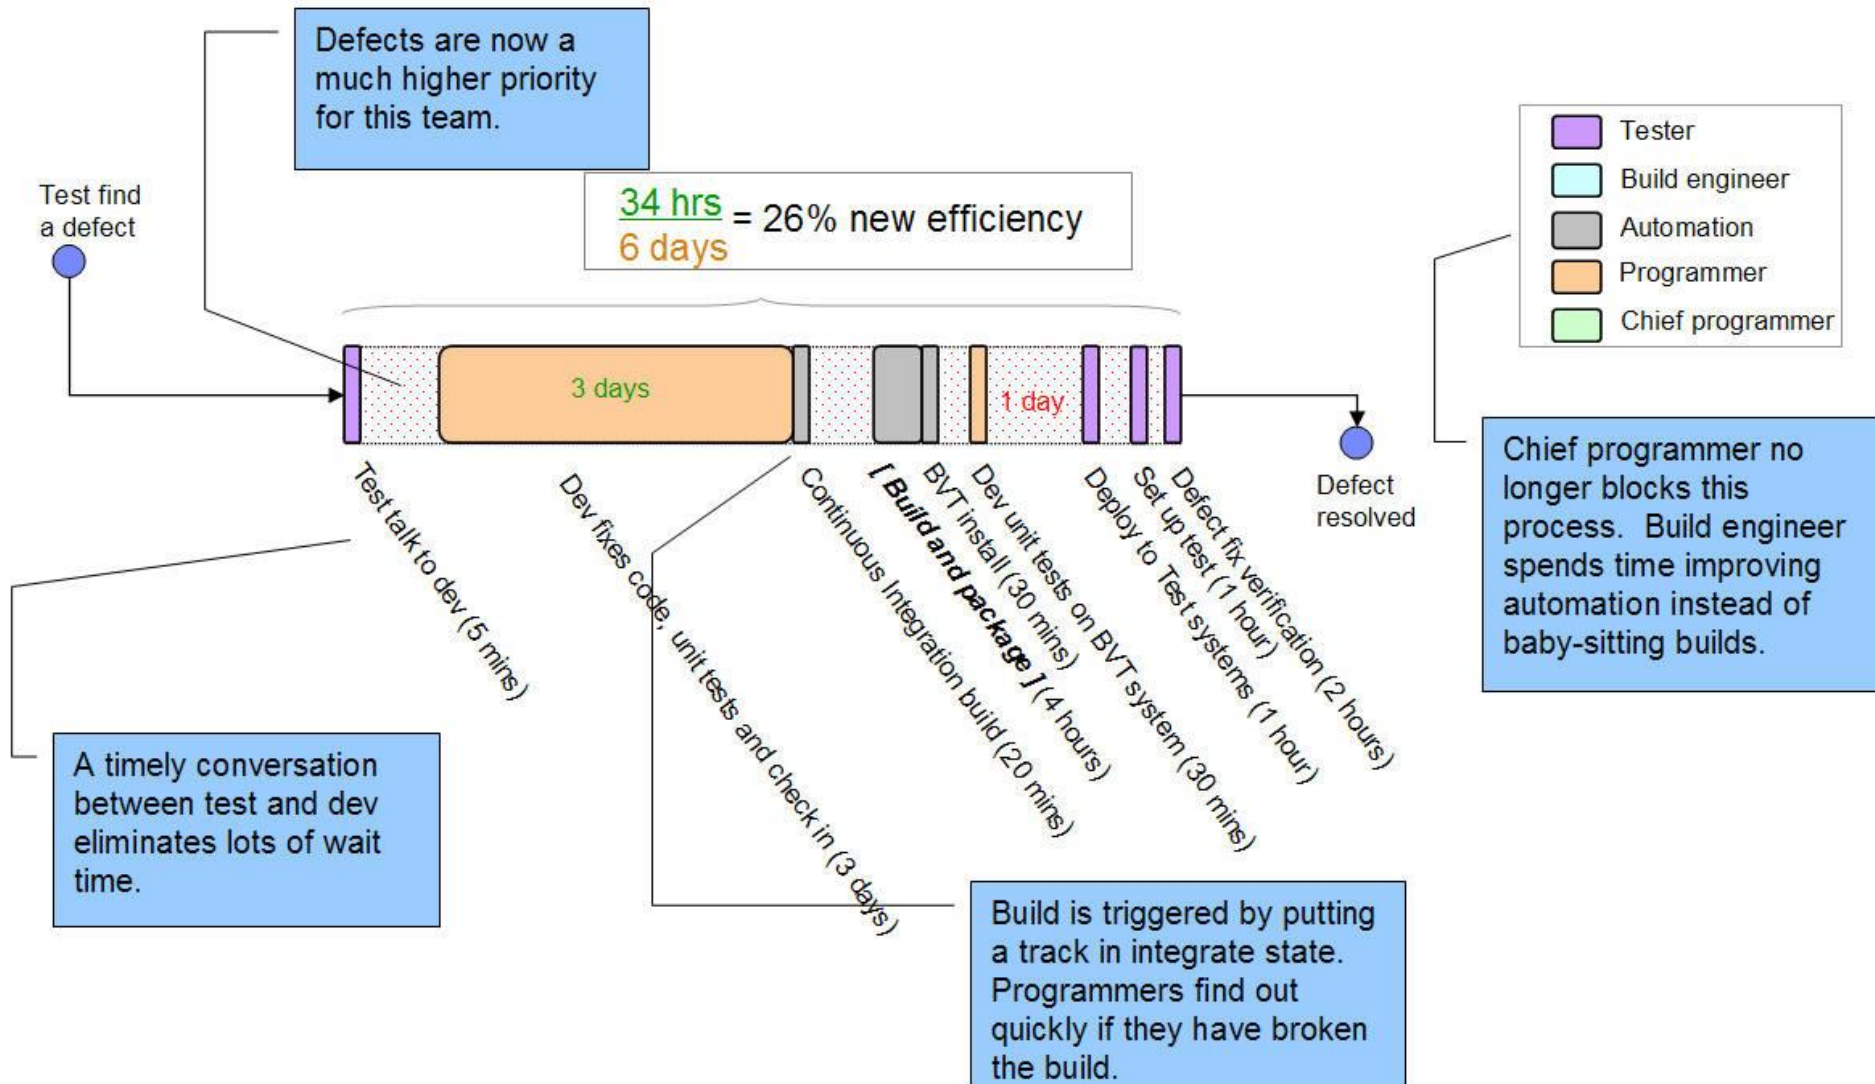 Defects are now a
much higher priority
for this team.
Test find
a defect
34 hrs
6 days
= 26% new efficiency
Tester
Build engineer
Automation
Programmer
Chief programmer
3 days
1 day
Test talk to dev (5 mins)
Dev fixes code, unit tests and check in (3 days)
Continuous Integration build (20 mins)
[ Build and package ] (4 hours)
BVT install (30 mins)
Dev unit tests on BVT system (30 mins)
Deploy to Test systems (1 hour)
Set up test (1 hour)
Defect fix verification (2 hours)
Defect
resolved
Chief programmer no
longer blocks this
process. Build engineer
spends time improving
automation instead of
baby-sitting builds.
A timely conversation
between test and dev
eliminates lots of wait
time.
Build is triggered by putting
a track in integrate state.
Programmers find out
quickly if they have broken
the build.